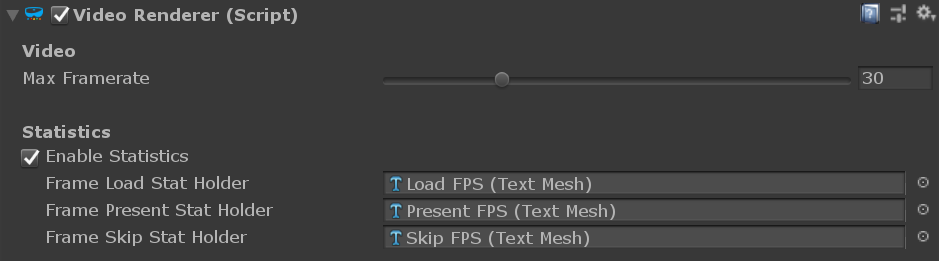 Video Renderer (Script)
Video
Max Framerate 30
Statistics
Enable Statistics
Frame Load Stat Holder Load FPS (Text Mesh)
Frame Present Stat Holder Present FPS (Text Mesh)
Frame Skip Stat Holder Skip FPS (Text Mesh)